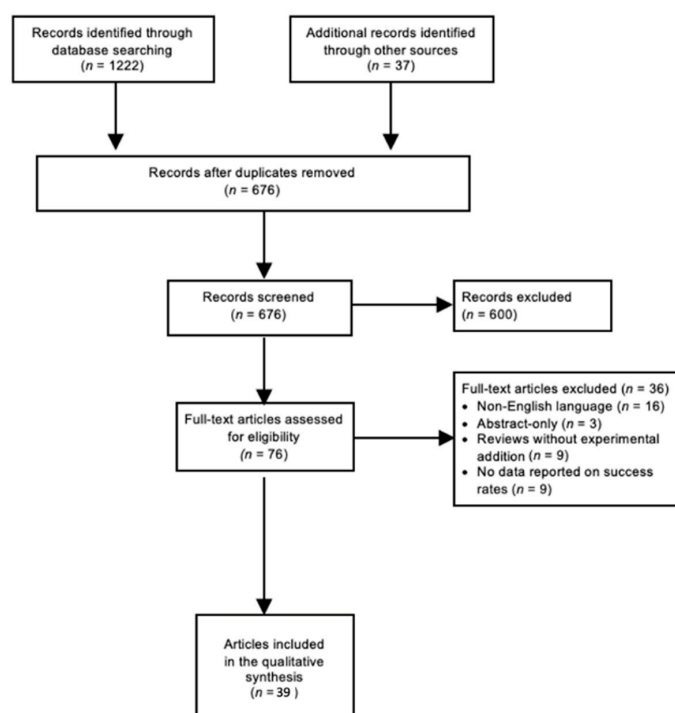 Records identified through
database searching
(n = 1222)
Additional records identified
through other sources
(n = 37)
Records after duplicates removed
(n = 676)
Records screened
(n = 676)
Records excluded
(n = 600)
Full-text articles assessed
for eligibility
(n = 76)
Full-text articles excluded (n = 36)
• Non-English language (n = 16)
• Abstract-only (n = 3)
• Reviews without experimental
addition (n = 9)
• No data reported on success
rates (n = 9)
Articles included
in the qualitative
synthesis
(n = 39 )